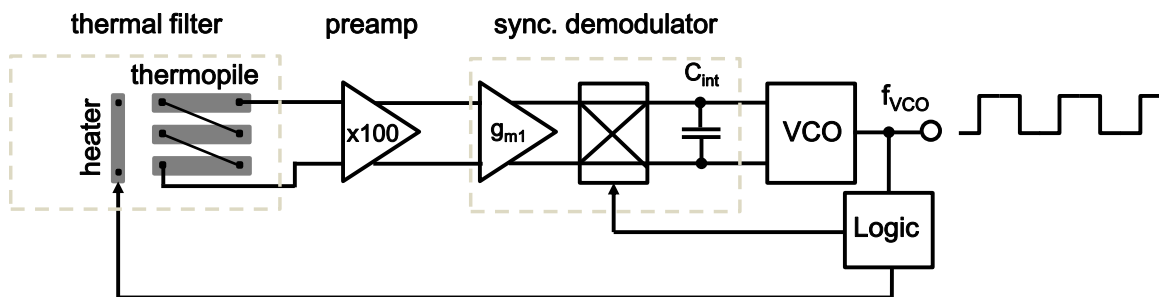 thermal filter
preamp
sync. demodulator
thermopile
heater
x100
gm1
Cint
VCO
fVCO
Logic